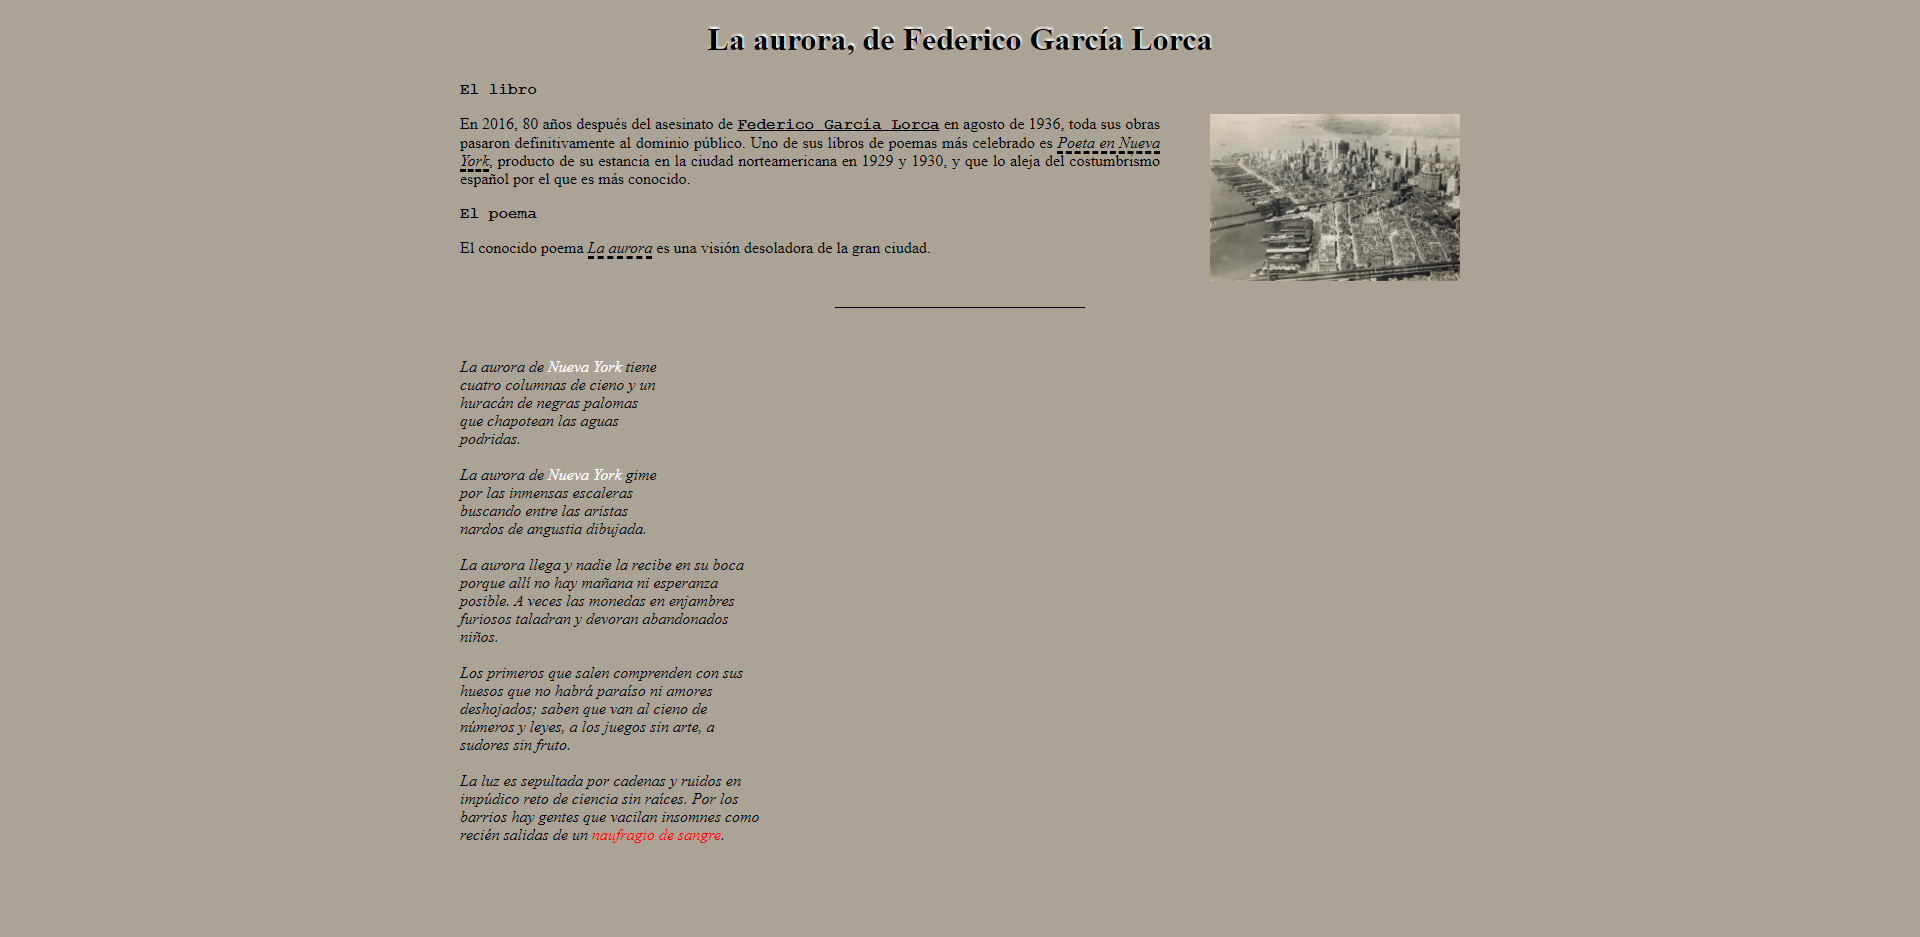 La aurora, de Federico García Lorca
El libro
En 2016, 80 años después del asesinato de Federico García Lorca en agosto de 1936, toda sus obras
pasaron definitivamente al dominio público. Uno de sus libros de poemas más celebrado es Poeta en Nueva
York, producto de su estancia en la ciudad norteamericana en 1929 y 1930, y que lo aleja del costumbrismo
español por el que es más conocido.
El poema
El conocido poema La aurora es una visión desoladora de la gran ciudad.
La aurora de Nueva York tiene
cuatro columnas de cieno y un
huracán de negras palomas
que chapotean las aguas
podridas.
La aurora de Nueva York gime
por las inmensas escaleras
buscando entre las aristas
nardos de angustia dibujada.
La aurora llega y nadie la recibe en su boca
porque allí no hay mañana ni esperanza
posible. A veces las monedas en enjambres
furiosos taladran y devoran abandonados
niños.
Los primeros que salen comprenden con sus
huesos que no habrá paraíso ni amores
deshojados; saben que van al cieno de
números y leyes, a los juegos sin arte, a
sudores sin fruto.
La luz es sepultada por cadenas y ruidos en
impúdico reto de ciencia sin raíces. Por los
barrios hay gentes que vacilan insomnes como
recién salidas de un naufragio de sangre.